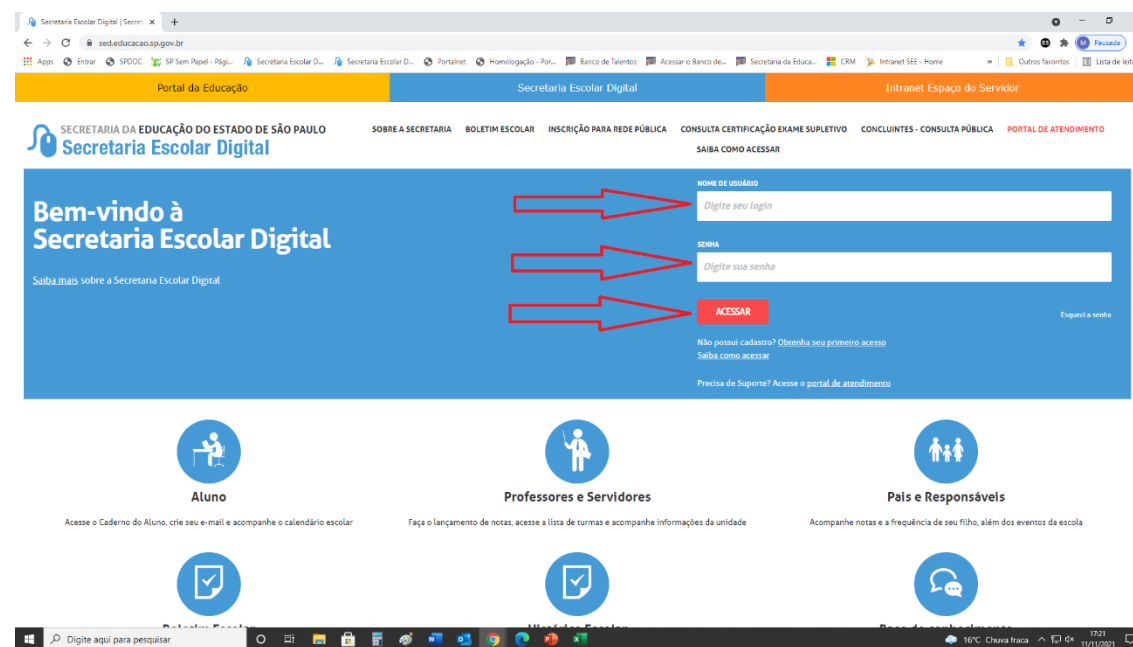 Secretaria Escolar Digital | Secret
sed.educacao.sp.gov.br
Pausada
Apps Entrar SPDOC SP Sem Papel - Pági... Secretaria Escolar D... Secretaria Escolar D... Portalnet Homologação - Por... Banco de Talentos Acessar o Banco de... Secretaria da Educa... CRM Intranet SEE - Home Outros favoritos Lista de leit
Portal da Educação Secretaria Escolar Digital Intranet Espaço do Servidor
SECRETARIA DA EDUCAÇÃO DO ESTADO DE SÃO PAULO
Secretaria Escolar Digital
SOBRE A SECRETARIA BOLETIM ESCOLAR INSCRIÇÃO PARA REDE PÚBLICA CONSULTA CERTIFICAÇÃO EXAME SUPLETIVO CONCLUINTES - CONSULTA PÚBLICA PORTAL DE ATENDIMENTO
SAIBA COMO ACESSAR
Bem-vindo à
Secretaria Escolar Digital
Saiba mais sobre a Secretaria Escolar Digital
NOME DE USUÁRIO
Digite seu login
SENHA
Digite sua senha
ACESSAR
Esqueci a senha
Não possui cadastro? Obtenha seu primeiro acesso
Saiba como acessar
Precisa de Suporte? Acesse o portal de atendimento
Aluno
Acesse o Caderno do Aluno, crie seu e-mail e acompanhe o calendário escolar
Professores e Servidores
Faça o lançamento de notas, acesse a lista de turmas e acompanhe informações da unidade
Pais e Responsáveis
Acompanhe notas e a frequência de seu filho, além dos eventos da escola
Boletim Escolar Histórico Escolar Base de conhecimento
Digite aqui para pesquisar
16°C Chuva fraca
17:21
11/11/2021